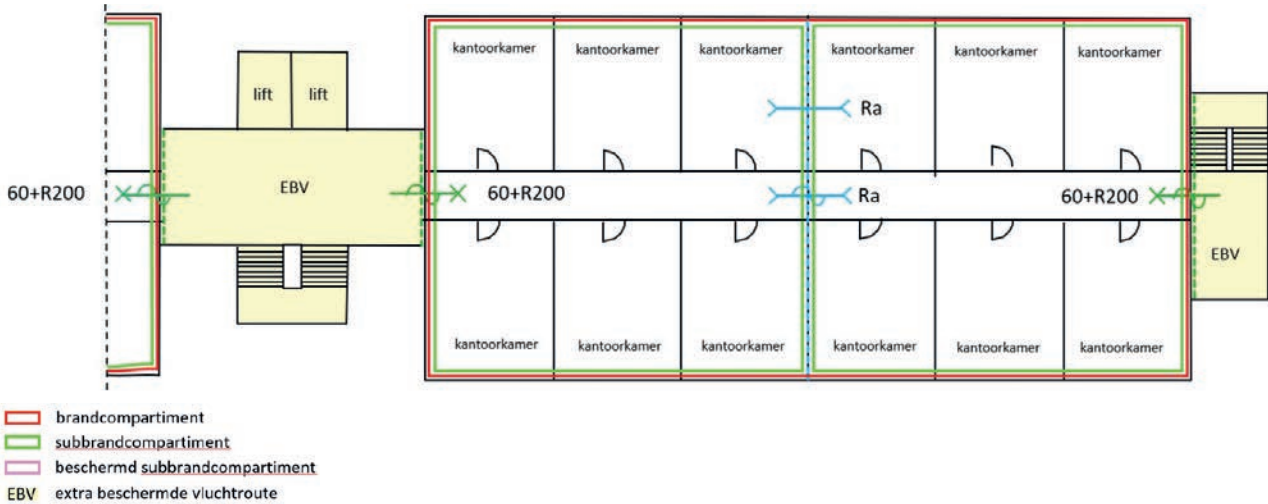 kantoorkamer kantoorkamer kantoorkamer kantoorkamer kantoorkamer kantoorkamer
lift lift
Ra
60+R200 EBV 60+R200 Ra 60+R200
EBV
kantoorkamer kantoorkamer kantoorkamer kantoorkamer kantoorkamer kantoorkamer
brandcompartiment
subbrandcompartiment
beschermd subbrandcompartiment
EBV extra beschermde vluchtroute